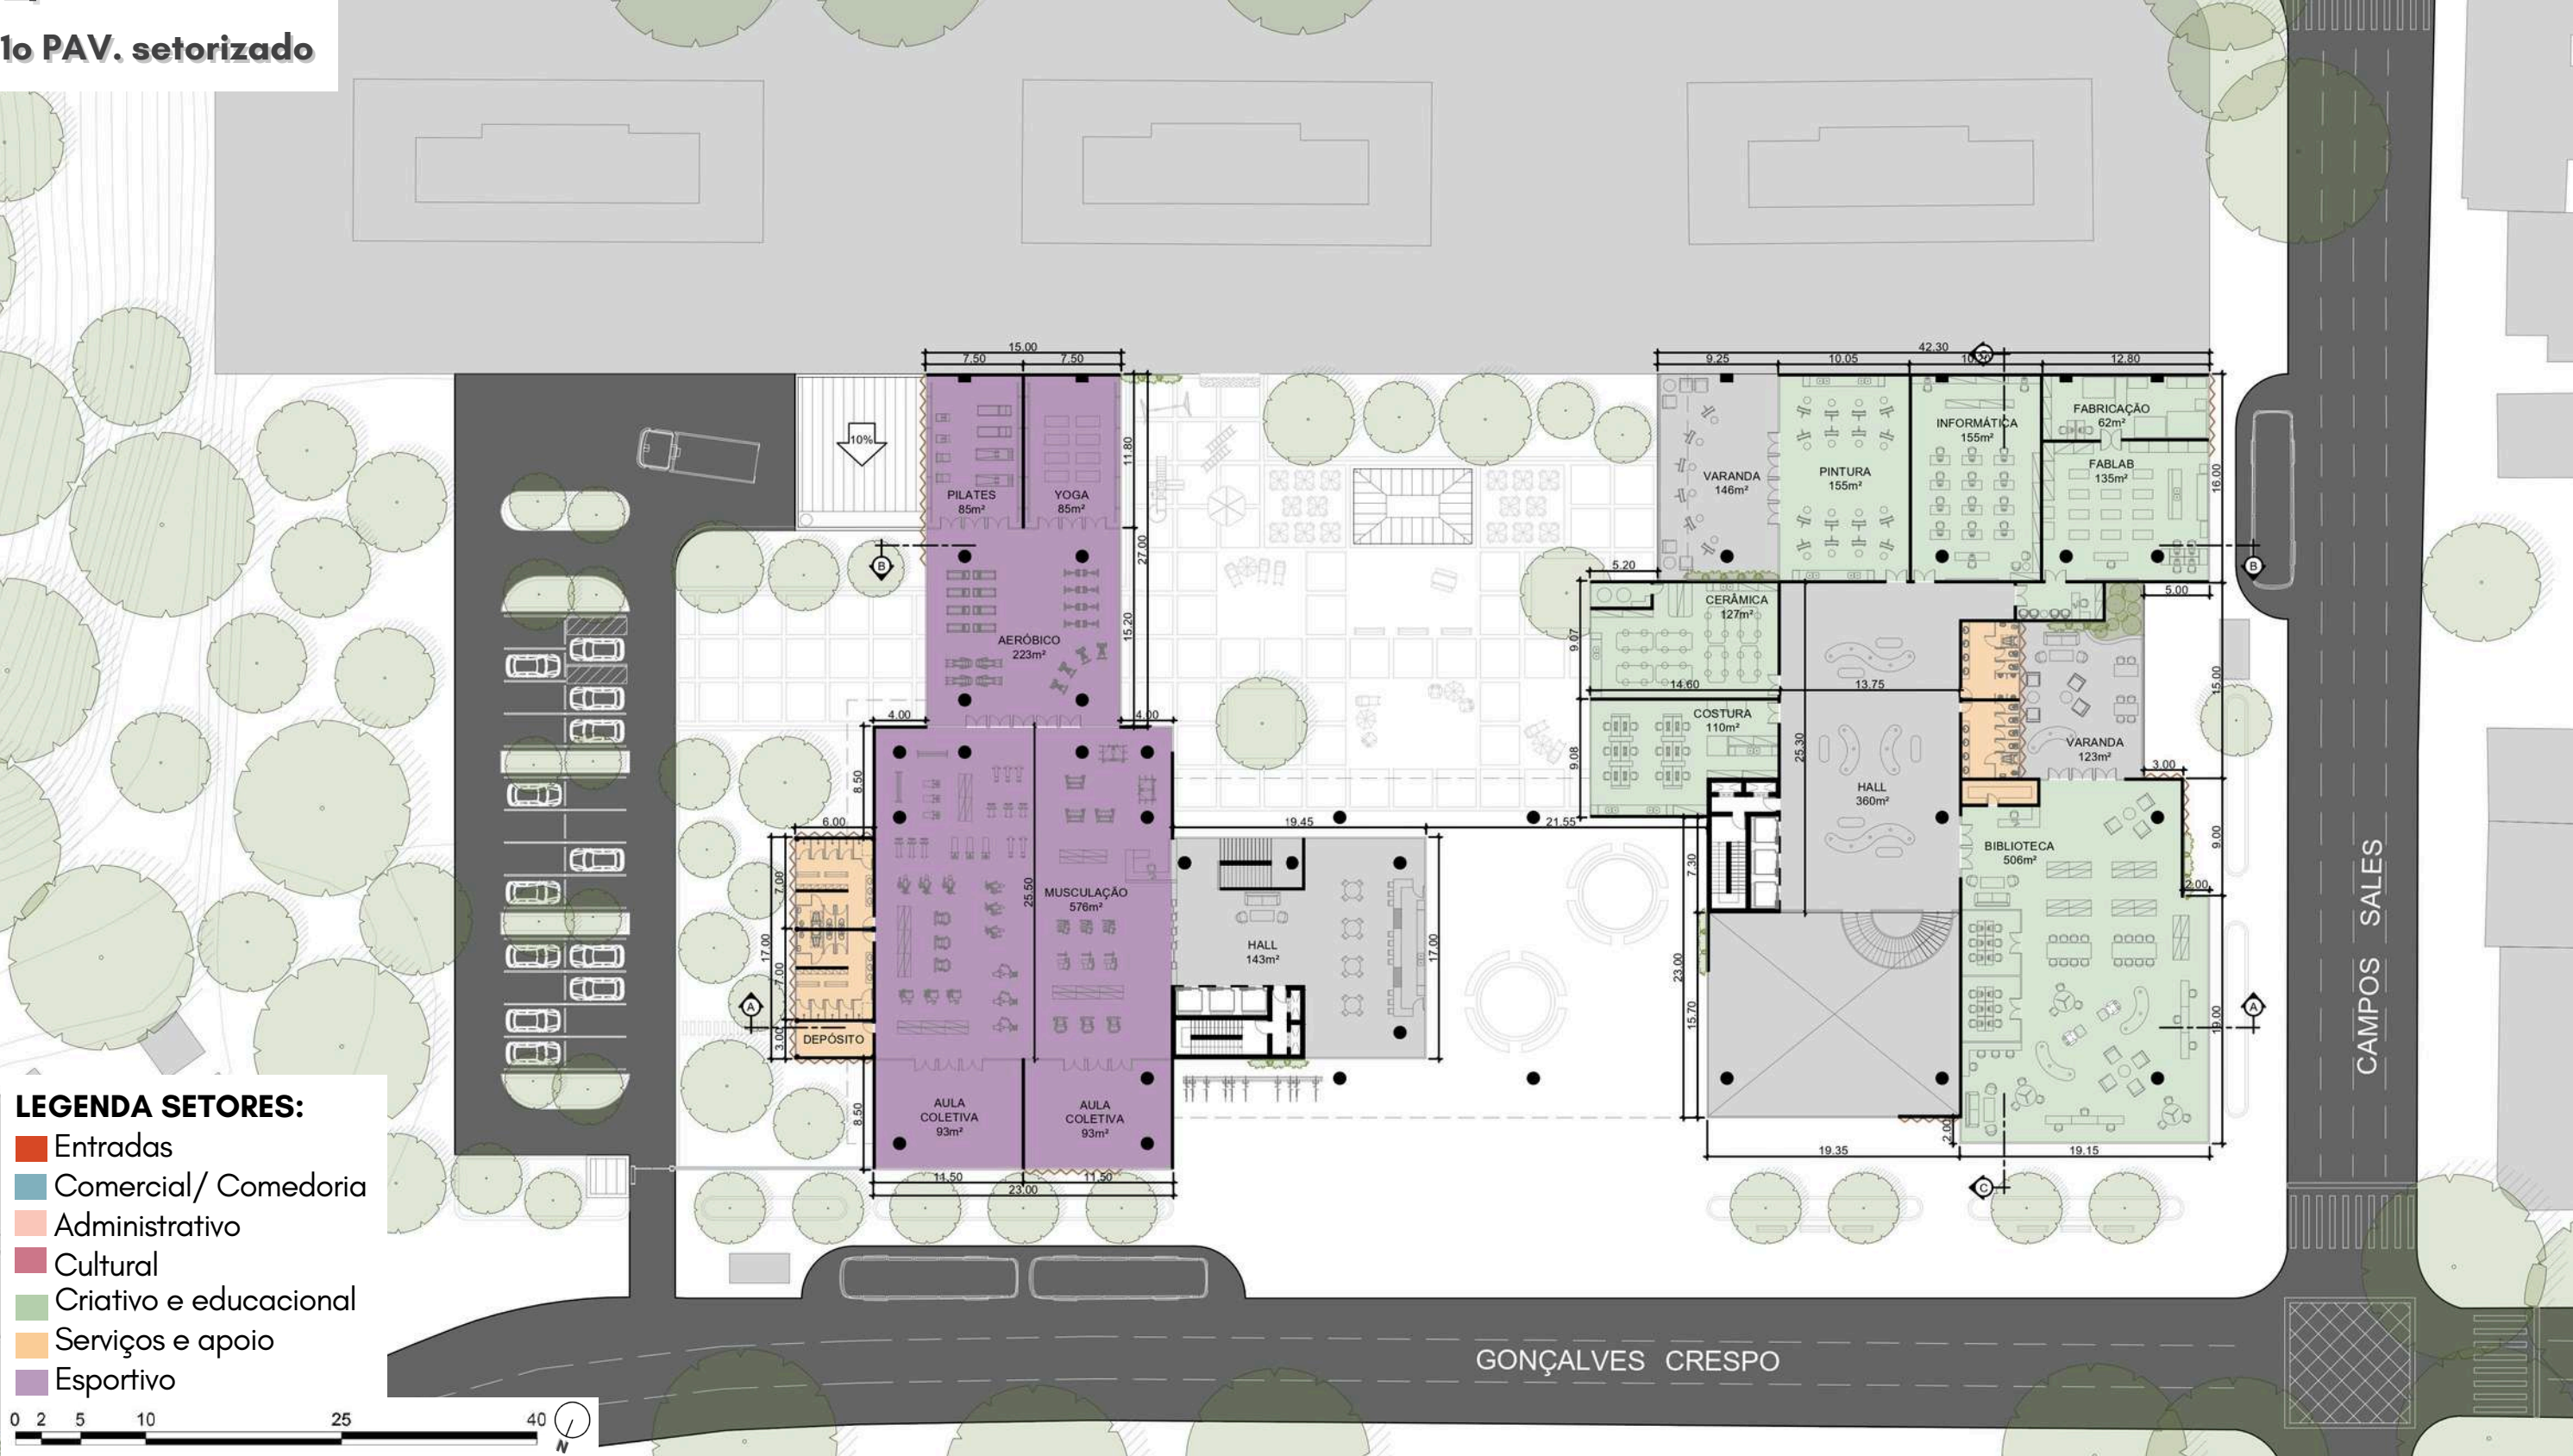 1o PAV. setorizado
15.00
7.50
7.50
42.30
9.25
10.05
10.20
12.80
10%
PILATES
85m²
YOGA
85m²
11.80
27.00
15.20
VARANDA
146m²
PINTURA
155m²
INFORMÁTICA
155m²
FABRICAÇÃO
62m²
FABLAB
135m²
16.00
B
B
5.20
5.00
AERÓBICO
223m²
CERÂMICA
127m²
9.07
14.60
13.75
15.00
4.00
4.00
COSTURA
110m²
9.08
25.30
VARANDA
123m²
3.00
8.50
6.00
19.45
21.55
HALL
360m²
BIBLIOTECA
506m²
9.00
2.00
7.00
17.00
7.00
3.00
MUSCULAÇÃO
576m²
25.50
HALL
143m²
17.00
7.30
23.00
15.70
19.00
A
A
DEPÓSITO
AULA
COLETIVA
93m²
AULA
COLETIVA
93m²
8.50
2.00
11.50
11.50
23.00
19.35
19.15
C
CAMPOS SALES
GONÇALVES CRESPO
LEGENDA SETORES:
Entradas
Comercial/ Comedoria
Administrativo
Cultural
Criativo e educacional
Serviços e apoio
Esportivo
0 2 5 10 25 40
N